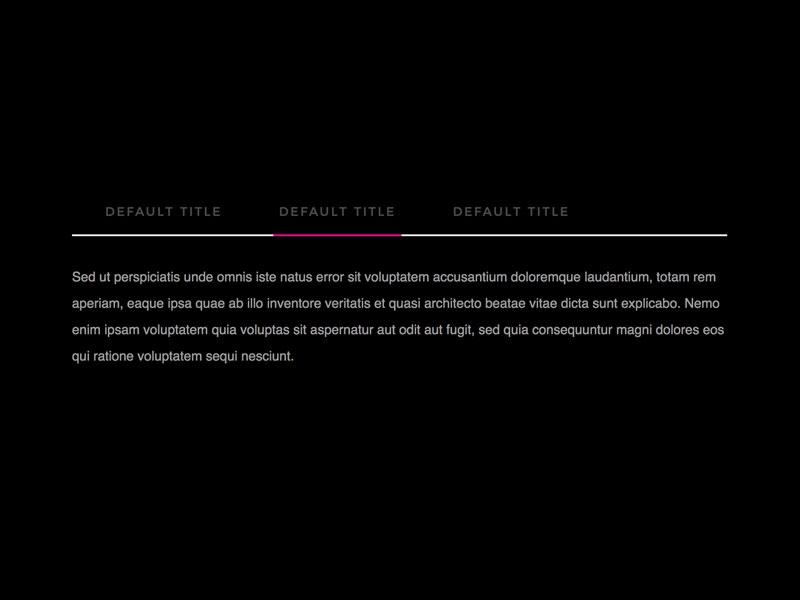 DEFAULT TITLE DEFAULT TITLE DEFAULT TITLE
Sed ut perspiciatis unde omnis iste natus error sit voluptatem accusantium doloremque laudantium, totam rem
aperiam, eaque ipsa quae ab illo inventore veritatis et quasi architecto beatae vitae dicta sunt explicabo. Nemo
enim ipsam voluptatem quia voluptas sit aspernatur aut odit aut fugit, sed quia consequuntur magni dolores eos
qui ratione voluptatem sequi nesciunt.